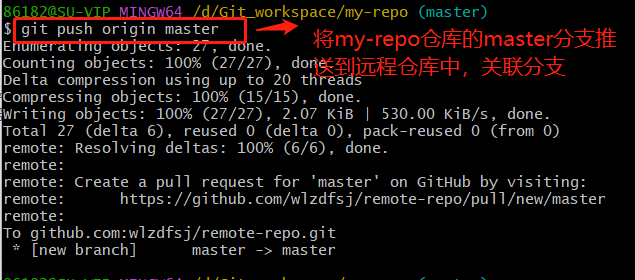 86182@SU-VIP MINGW64 /d/Git_workspace/my-repo (master)
$ git push origin master
将my-repo仓库的master分支推
送到远程仓库中，关联分支
Enumerating objects: 27, done.
Counting objects: 100% (27/27), done.
Delta compression using up to 20 threads
Compressing objects: 100% (15/15), done.
Writing objects: 100% (27/27), 2.07 KiB | 530.00 KiB/s, done.
Total 27 (delta 6), reused 0 (delta 0), pack-reused 0 (from 0)
remote: Resolving deltas: 100% (6/6), done.
remote:
remote: Create a pull request for 'master' on GitHub by visiting:
remote:      https://github.com/wlzdfsj/remote-repo/pull/new/master
remote:
To github.com:wlzdfsj/remote-repo.git
 * [new branch]      master -> master